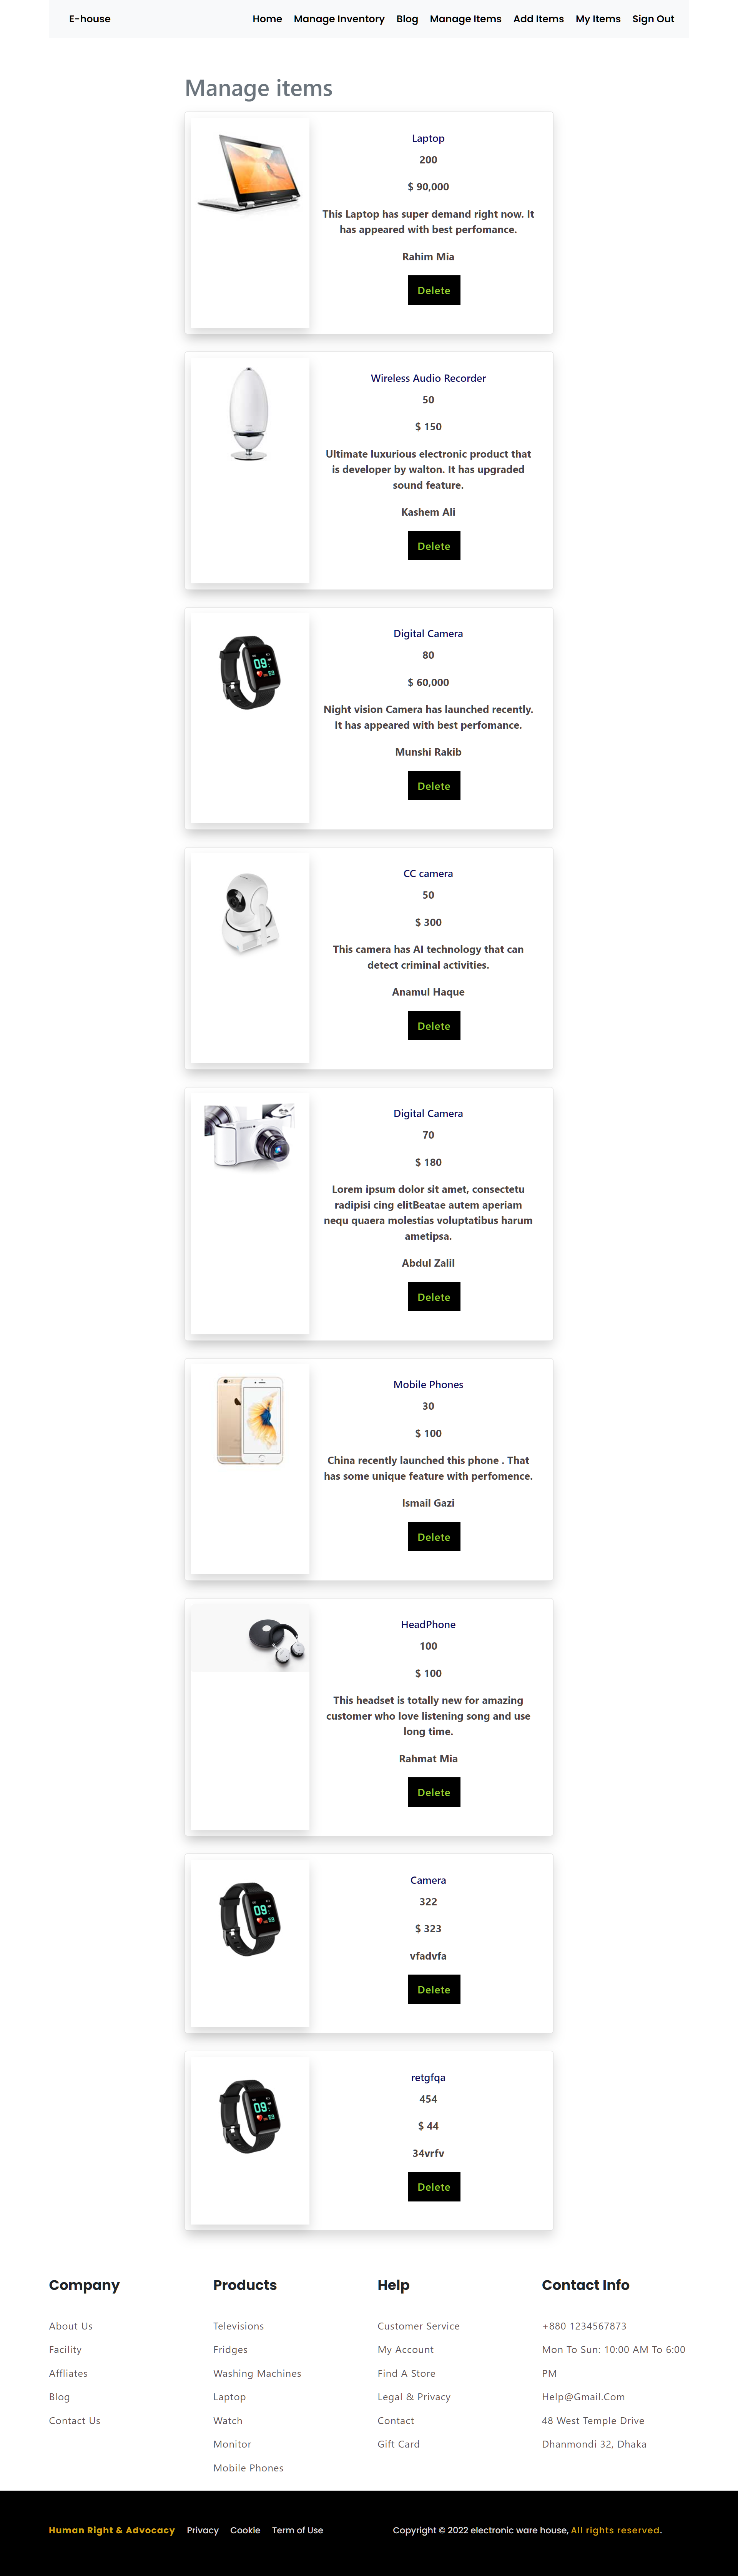 E-house
Home Manage Inventory Blog Manage Items Add Items My Items Sign Out
Manage items
Laptop
200
$ 90,000
This Laptop has super demand right now. It
has appeared with best perfomance.
Rahim Mia
Delete
Wireless Audio Recorder
50
$ 150
Ultimate luxurious electronic product that
is developer by walton. It has upgraded
sound feature.
Kashem Ali
Delete
Digital Camera
80
$ 60,000
Night vision Camera has launched recently.
It has appeared with best perfomance.
Munshi Rakib
Delete
CC camera
50
$ 300
This camera has AI technology that can
detect criminal activities.
Anamul Haque
Delete
Digital Camera
70
$ 180
Lorem ipsum dolor sit amet, consectetu
radipisi cing elitBeatae autem aperiam
nequ quaera molestias voluptatibus harum
ametipsa.
Abdul Zalil
Delete
Mobile Phones
30
$ 100
China recently launched this phone . That
has some unique feature with perfomence.
Ismail Gazi
Delete
HeadPhone
100
$ 100
This headset is totally new for amazing
customer who love listening song and use
long time.
Rahmat Mia
Delete
Camera
322
$ 323
vfadvfa
Delete
retgfqa
454
$ 44
34vrfv
Delete
Company
About Us
Facility
Affliates
Blog
Contact Us
Products
Televisions
Fridges
Washing Machines
Laptop
Watch
Monitor
Mobile Phones
Help
Customer Service
My Account
Find A Store
Legal & Privacy
Contact
Gift Card
Contact Info
+880 1234567873
Mon To Sun: 10:00 AM To 6:00
PM
Help@Gmail.Com
48 West Temple Drive
Dhanmondi 32, Dhaka
Human Right & Advocacy Privacy Cookie Term of Use
Copyright © 2022 electronic ware house, All rights reserved.